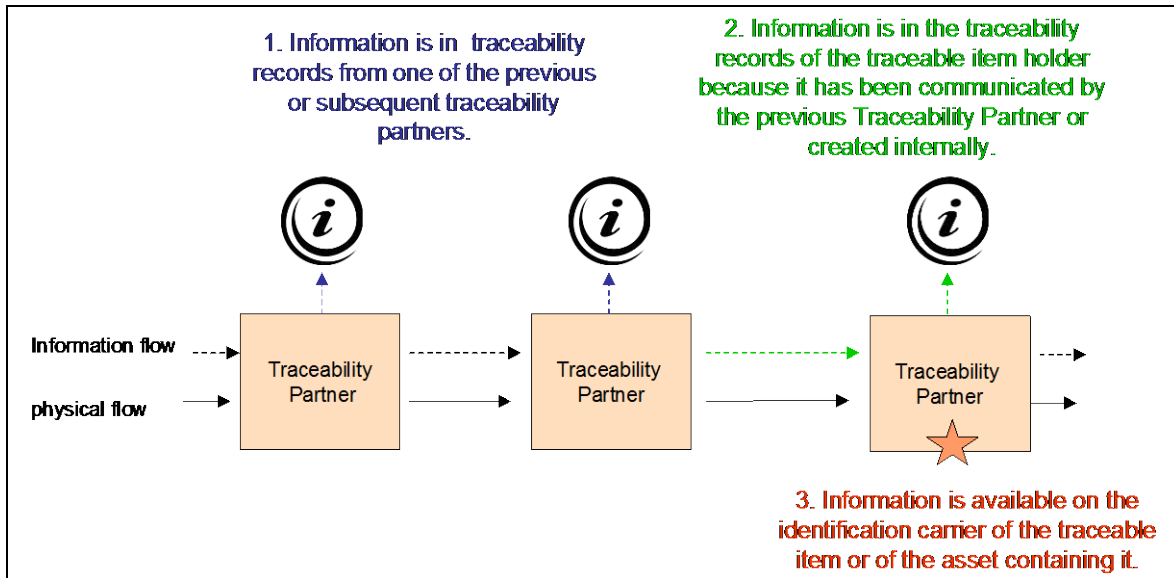 1. Information is in traceability
records from one of the previous
or subsequent traceability
partners.
2. Information is in the traceability
records of the traceable item holder
because it has been communicated by
the previous Traceability Partner or
created internally.
i
i
i
Information flow
physical flow
Traceability
Partner
Traceability
Partner
Traceability
Partner
3. Information is available on the
identification carrier of the traceable
item or of the asset containing it.